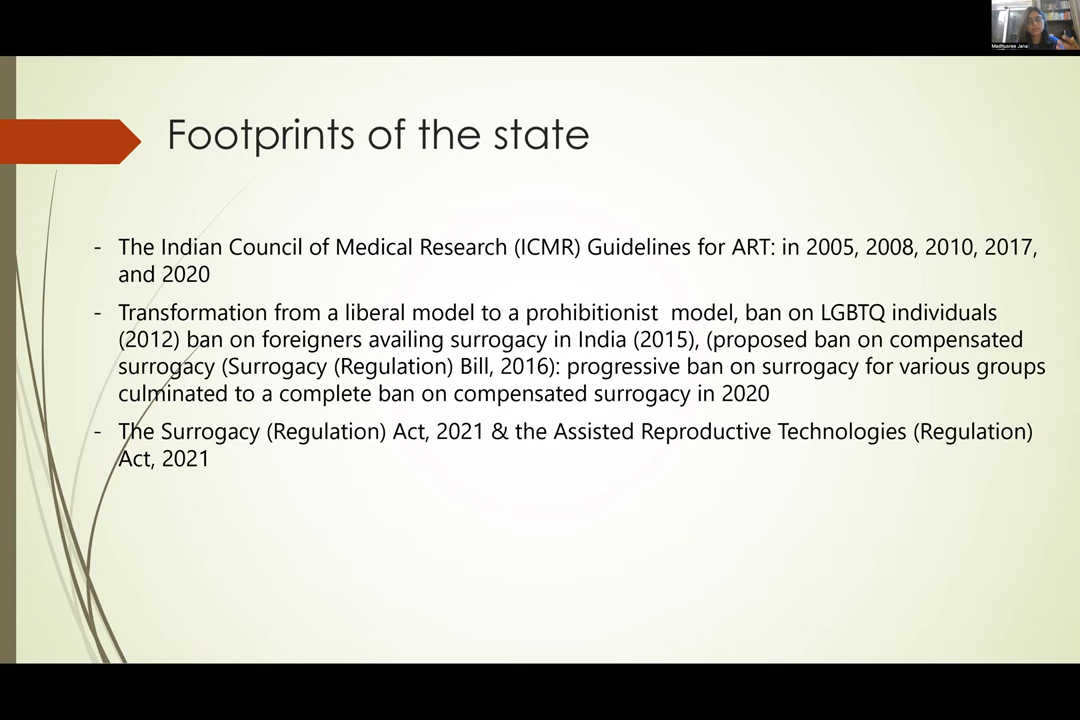 Madhusree Jana
Footprints of the state
- The Indian Council of Medical Research (ICMR) Guidelines for ART: in 2005, 2008, 2010, 2017,
and 2020
- Transformation from a liberal model to a prohibitionist  model, ban on LGBTQ individuals
(2012) ban on foreigners availing surrogacy in India (2015), (proposed ban on compensated
surrogacy (Surrogacy (Regulation) Bill, 2016): progressive ban on surrogacy for various groups
culminated to a complete ban on compensated surrogacy in 2020
- The Surrogacy (Regulation) Act, 2021 & the Assisted Reproductive Technologies (Regulation)
Act, 2021